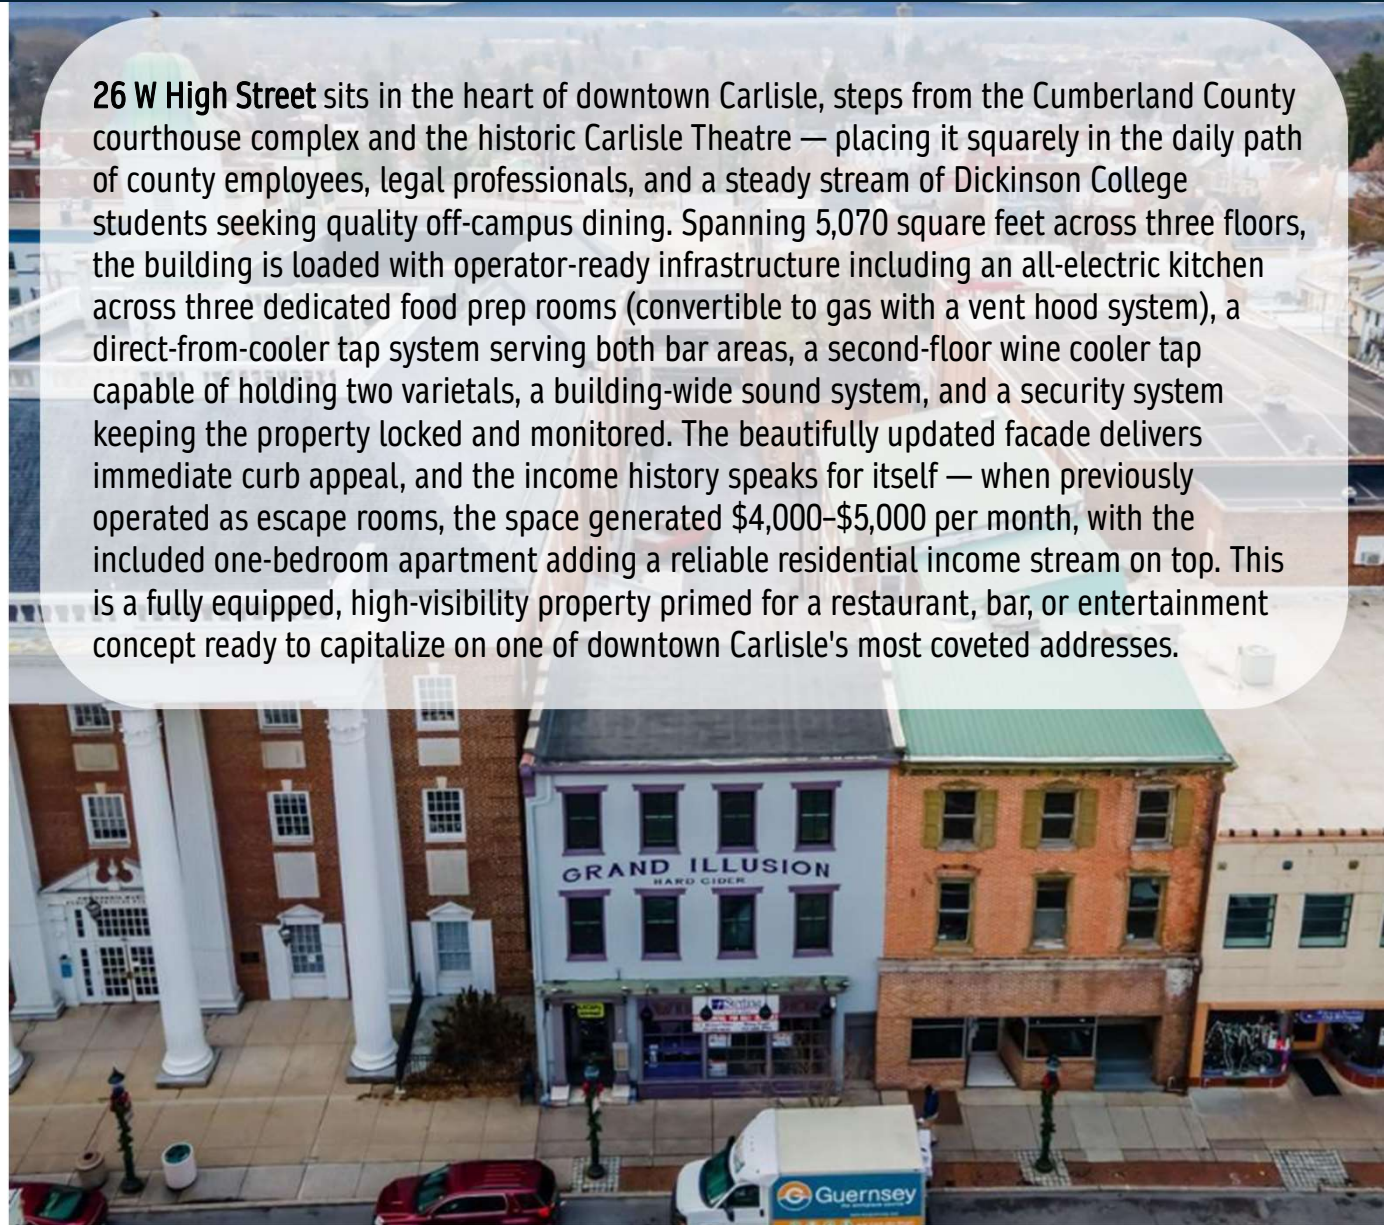 26 W High Street sits in the heart of downtown Carlisle, steps from the Cumberland County
courthouse complex and the historic Carlisle Theatre — placing it squarely in the daily path
of county employees, legal professionals, and a steady stream of Dickinson College
students seeking quality off-campus dining. Spanning 5,070 square feet across three floors,
the building is loaded with operator-ready infrastructure including an all-electric kitchen
across three dedicated food prep rooms (convertible to gas with a vent hood system), a
direct-from-cooler tap system serving both bar areas, a second-floor wine cooler tap
capable of holding two varietals, a building-wide sound system, and a security system
keeping the property locked and monitored. The beautifully updated facade delivers
immediate curb appeal, and the income history speaks for itself — when previously
operated as escape rooms, the space generated $4,000–$5,000 per month, with the
included one-bedroom apartment adding a reliable residential income stream on top. This
is a fully equipped, high-visibility property primed for a restaurant, bar, or entertainment
concept ready to capitalize on one of downtown Carlisle's most coveted addresses.
GRAND ILLUSION
HARD CIDER
Guernsey